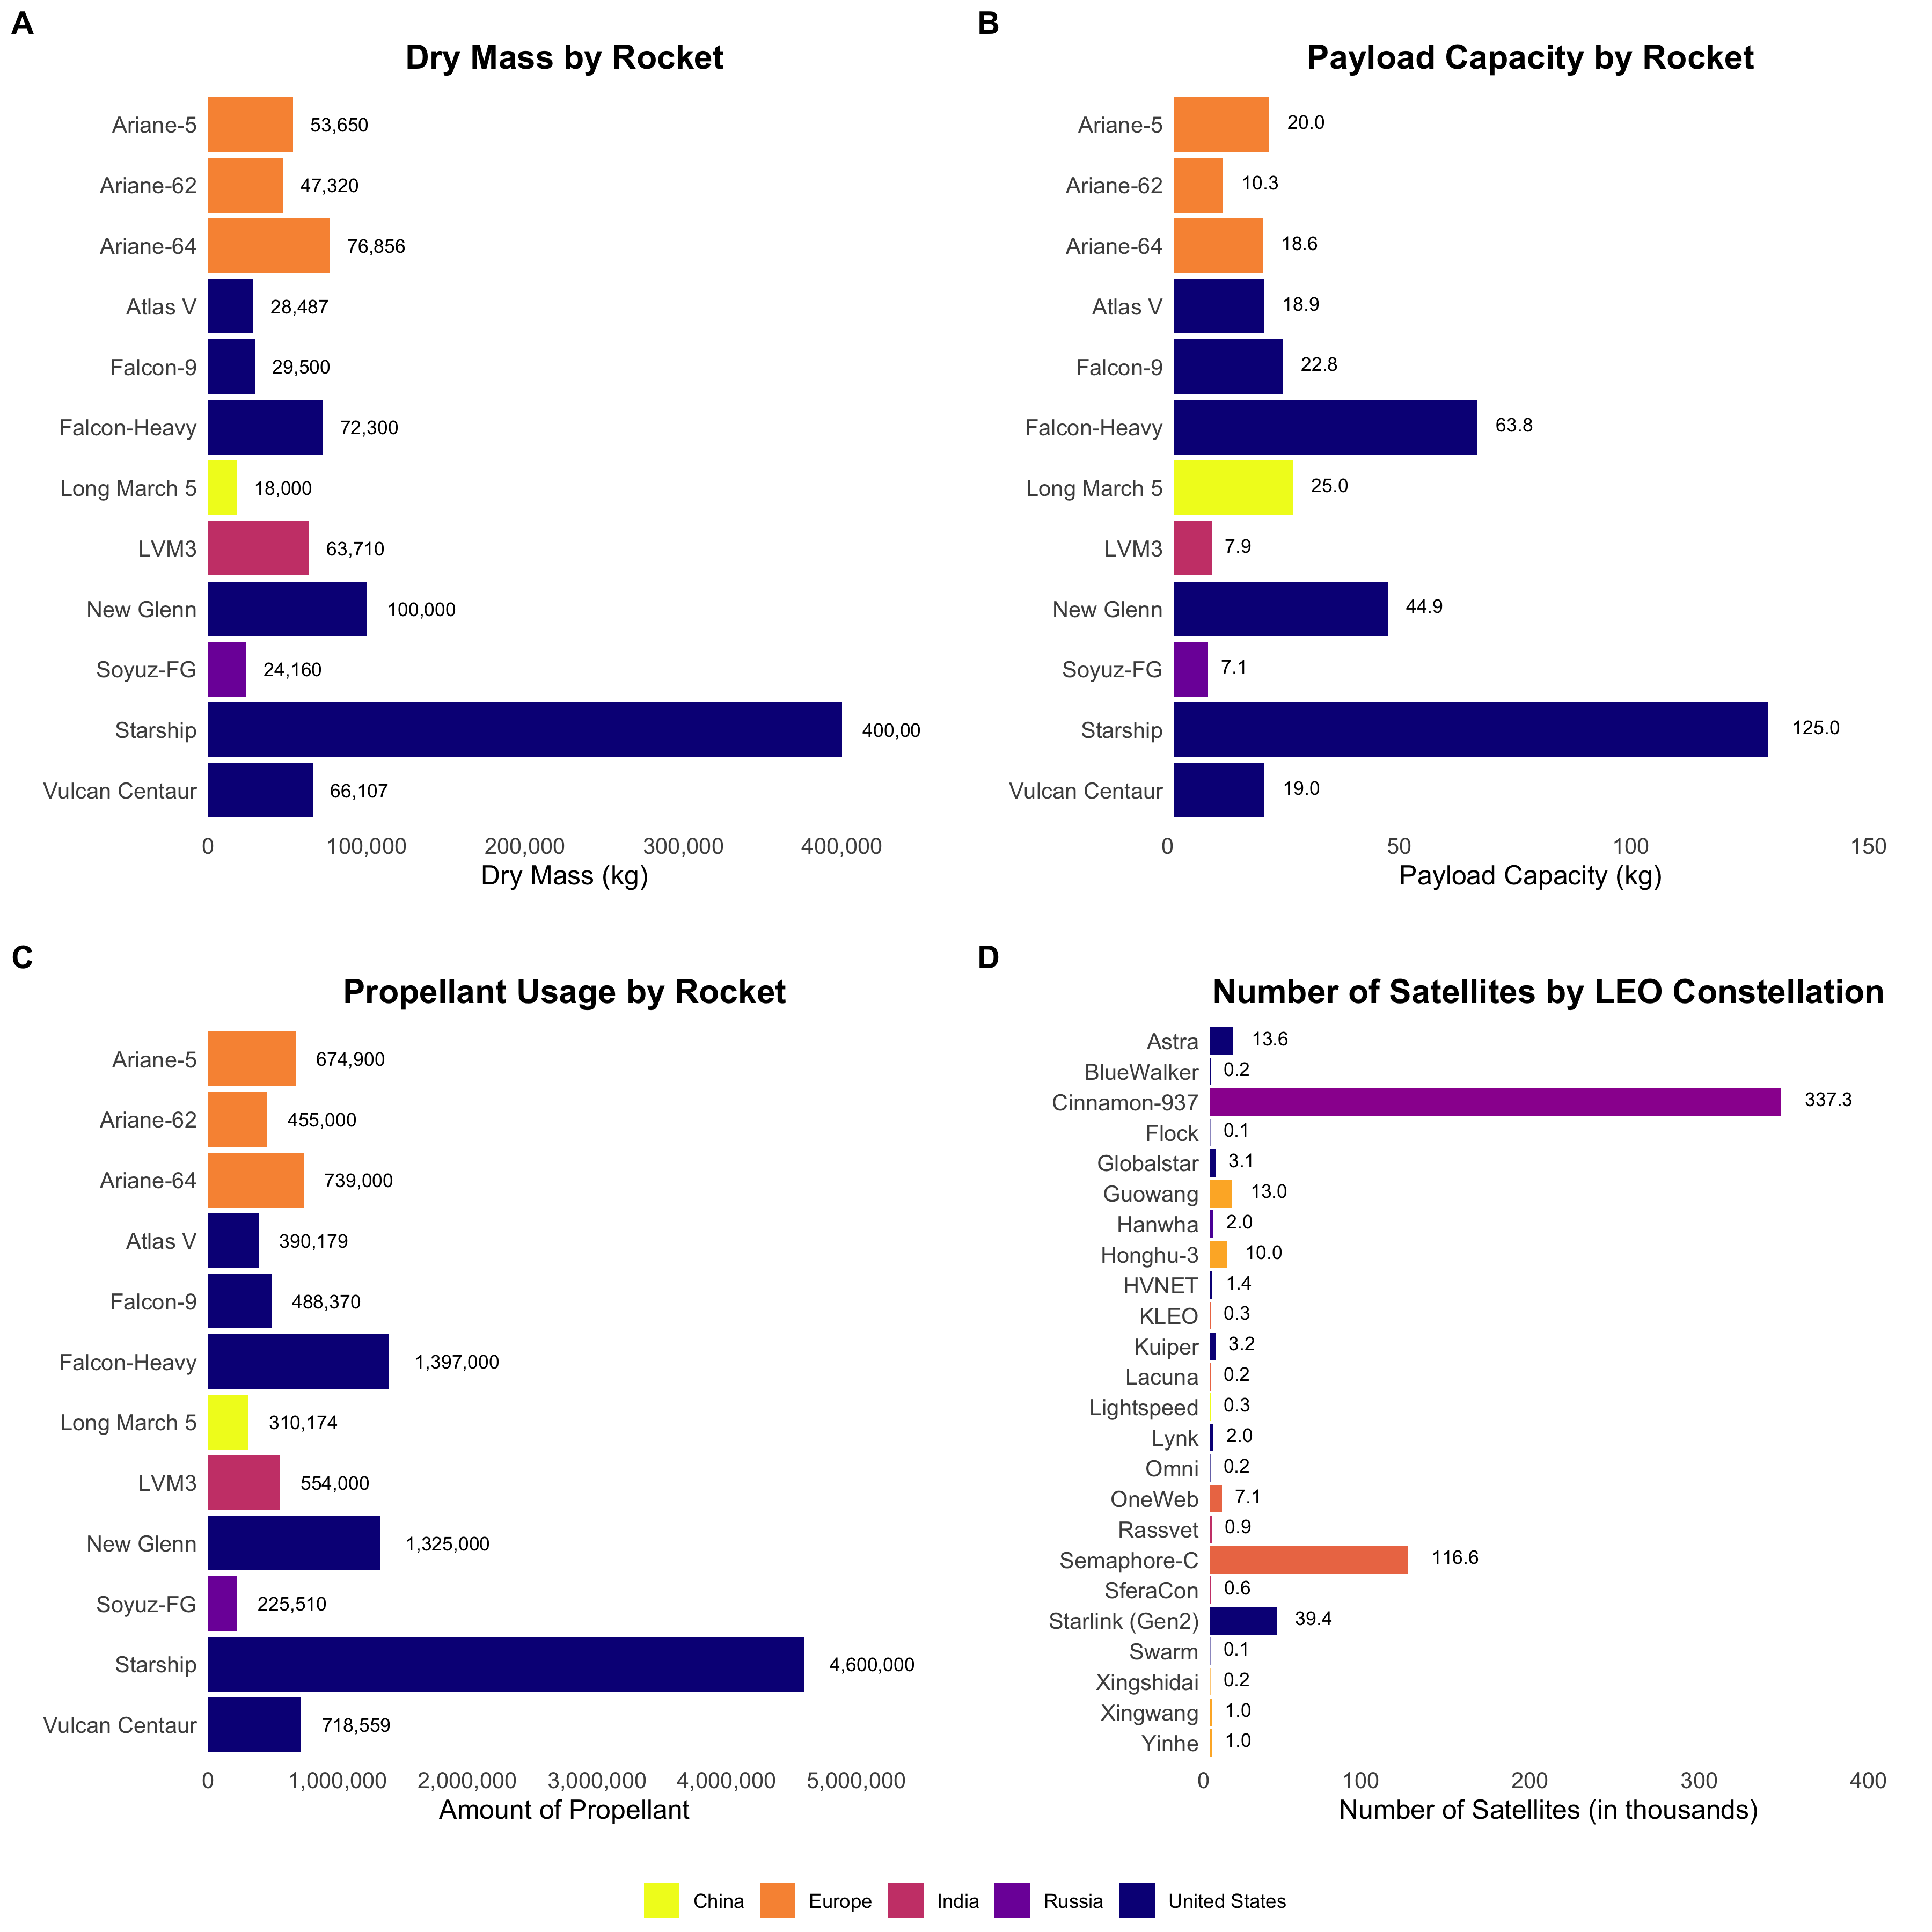 A
Dry Mass by Rocket
Ariane-5 53,650
Ariane-62 47,320
Ariane-64 76,856
Atlas V 28,487
Falcon-9 29,500
Falcon-Heavy 72,300
Long March 5 18,000
LVM3 63,710
New Glenn 100,000
Soyuz-FG 24,160
Starship 400,00
Vulcan Centaur 66,107
0 100,000 200,000 300,000 400,000
Dry Mass (kg)
B
Payload Capacity by Rocket
Ariane-5 20.0
Ariane-62 10.3
Ariane-64 18.6
Atlas V 18.9
Falcon-9 22.8
Falcon-Heavy 63.8
Long March 5 25.0
LVM3 7.9
New Glenn 44.9
Soyuz-FG 7.1
Starship 125.0
Vulcan Centaur 19.0
0 50 100 150
Payload Capacity (kg)
C
Propellant Usage by Rocket
Ariane-5 674,900
Ariane-62 455,000
Ariane-64 739,000
Atlas V 390,179
Falcon-9 488,370
Falcon-Heavy 1,397,000
Long March 5 310,174
LVM3 554,000
New Glenn 1,325,000
Soyuz-FG 225,510
Starship 4,600,000
Vulcan Centaur 718,559
0 1,000,000 2,000,000 3,000,000 4,000,000 5,000,000
Amount of Propellant
D
Number of Satellites by LEO Constellation
Astra 13.6
BlueWalker 0.2
Cinnamon-937 337.3
Flock 0.1
Globalstar 3.1
Guowang 13.0
Hanwha 2.0
Honghu-3 10.0
HVNET 1.4
KLEO 0.3
Kuiper 3.2
Lacuna 0.2
Lightspeed 0.3
Lynk 2.0
Omni 0.2
OneWeb 7.1
Rassvet 0.9
Semaphore-C 116.6
SferaCon 0.6
Starlink (Gen2) 39.4
Swarm 0.1
Xingshidai 0.2
Xingwang 1.0
Yinhe 1.0
0 100 200 300 400
Number of Satellites (in thousands)
China Europe India Russia United States